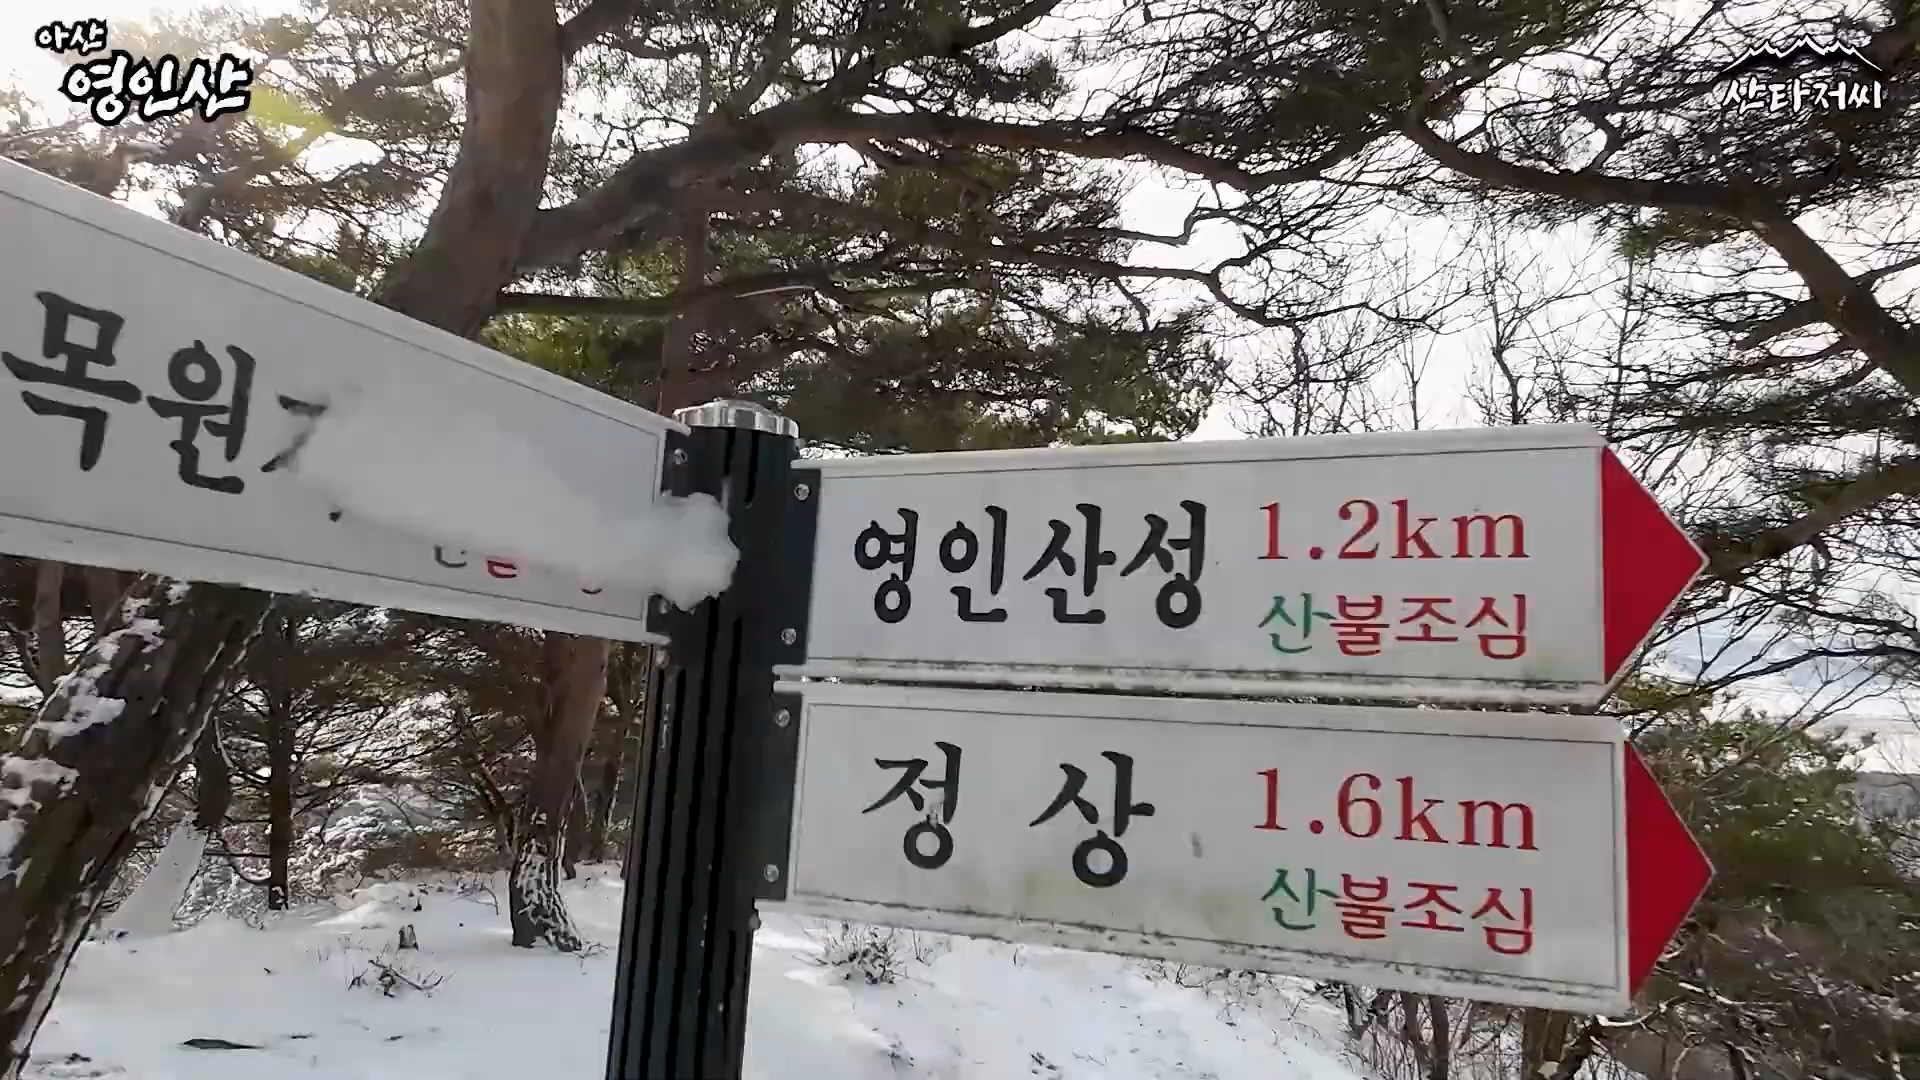 아산
영인산
산타저씨
목원
영인산성 1.2km
산불조심
정 상 1.6km
산불조심